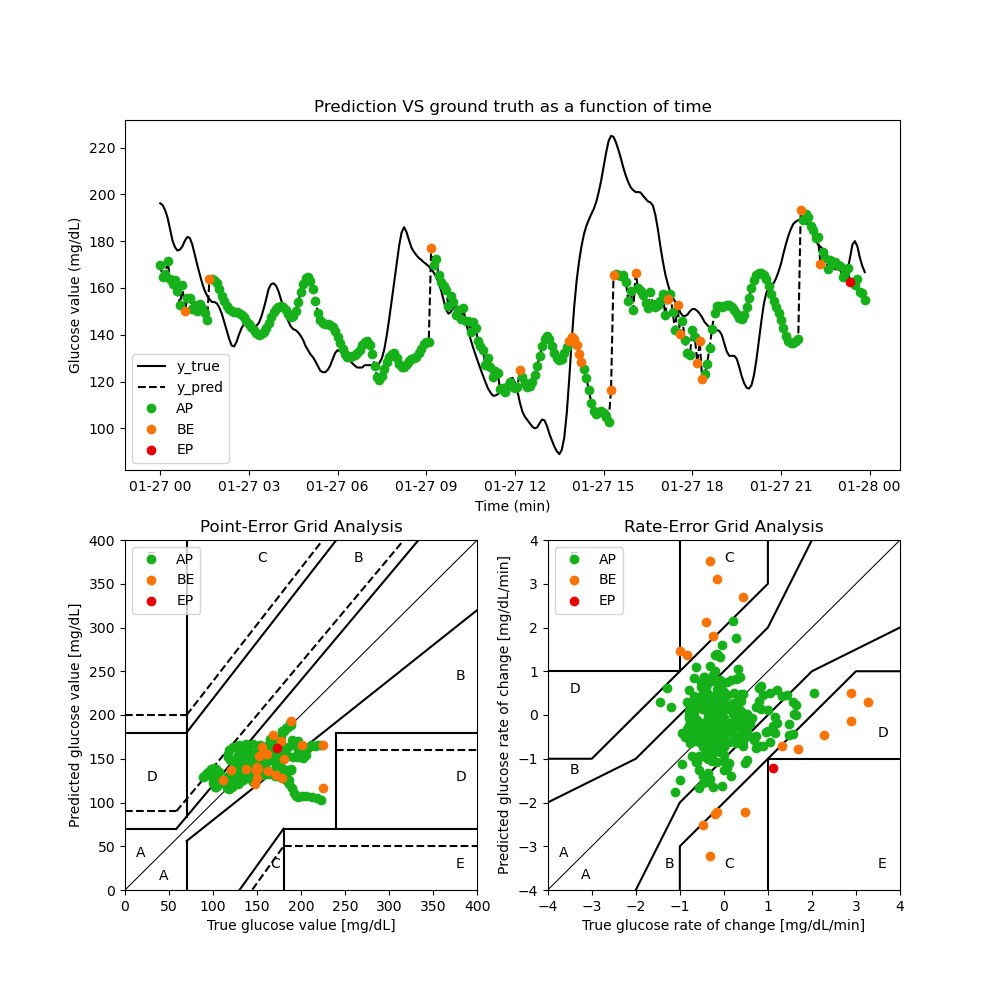 Prediction VS ground truth as a function of time
Glucose value (mg/dL)
220
200
180
160
140
120
100
y_true
y_pred
AP
BE
EP
01-27 00 01-27 03 01-27 06 01-27 09 01-27 12 01-27 15 01-27 18 01-27 21 01-28 00
Time (min)
Point-Error Grid Analysis
Predicted glucose value [mg/dL]
400
350
300
250
200
150
100
50
0
AP
BE
EP
C B
B
D D
A
A
C E
0 50 100 150 200 250 300 350 400
True glucose value [mg/dL]
Rate-Error Grid Analysis
Predicted glucose rate of change [mg/dL/min]
4
3
2
1
0
−1
−2
−3
−4
AP
BE
EP
C
D
D
B
A
A
B C E
−4 −3 −2 −1 0 1 2 3 4
True glucose rate of change [mg/dL/min]